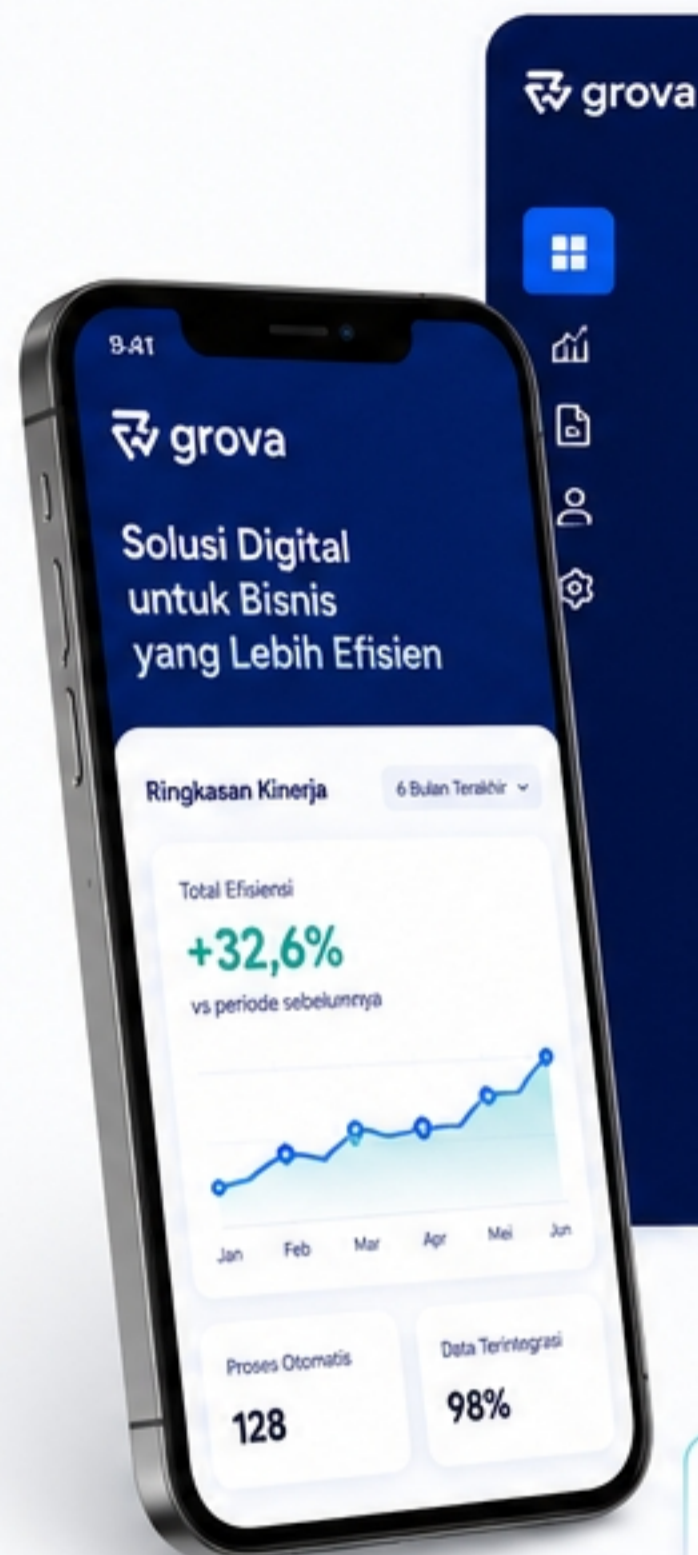 grova
9:41
grova
Solusi Digital
untuk Bisnis
yang Lebih Efisien
Ringkasan Kinerja
6 Bulan Terakhir
Total Efisiensi
+32,6%
vs periode sebelumnya
Jan Feb Mar Apr Mei Jun
Proses Otomatis
128
Data Terintegrasi
98%